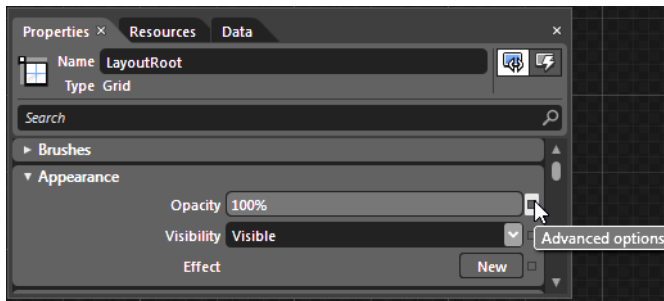 Properties × Resources Data ×
Name LayoutRoot
Type Grid
Search
Brushes
Appearance
Opacity 100%
Visibility Visible
Advanced options
Effect New